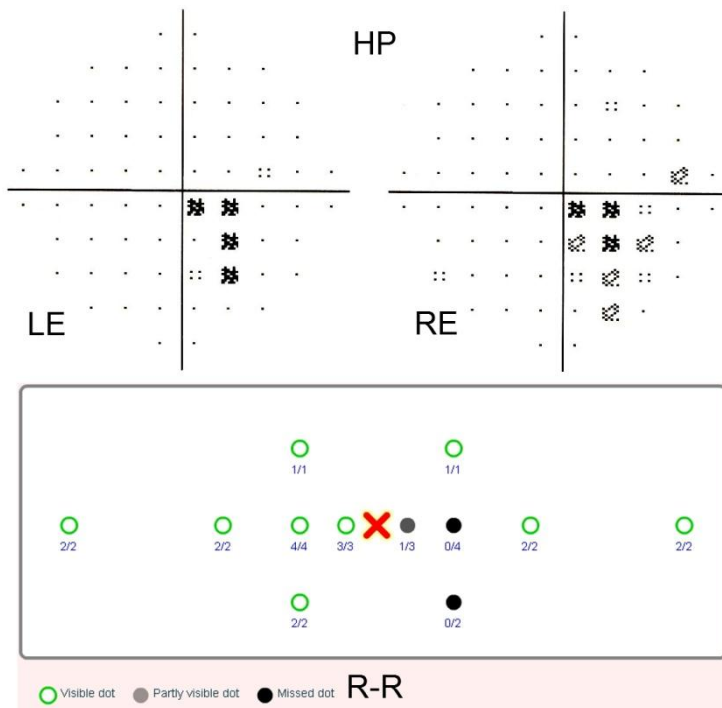 HP
LE
RE
1/1 1/1
2/2 2/2 4/4 3/3 1/3 0/4 2/2 2/2
2/2 0/2
Visible dot Partly visible dot Missed dot R-R